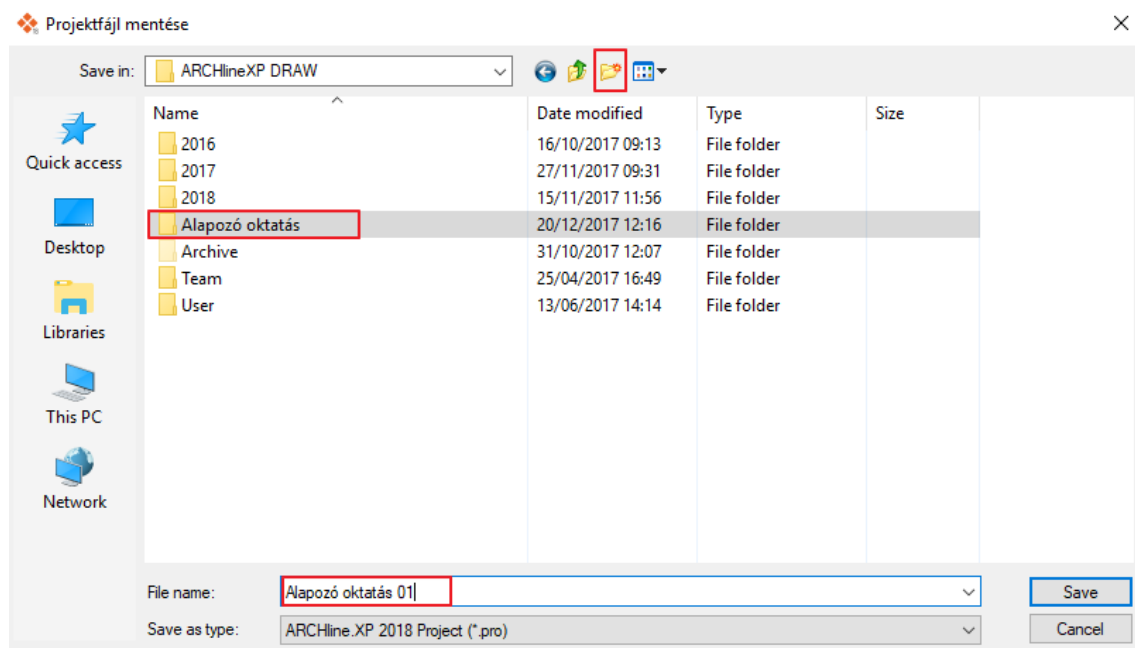 Projektfájl mentése
Save in: ARCHlineXP DRAW
Name Date modified Type Size
2016 16/10/2017 09:13 File folder
2017 27/11/2017 09:31 File folder
2018 15/11/2017 11:56 File folder
Alapozó oktatás 20/12/2017 12:16 File folder
Archive 31/10/2017 12:07 File folder
Team 25/04/2017 16:49 File folder
User 13/06/2017 14:14 File folder
Quick access
Desktop
Libraries
This PC
Network
File name: Alapozó oktatás 01 Save
Save as type: ARCHline.XP 2018 Project (*.pro) Cancel